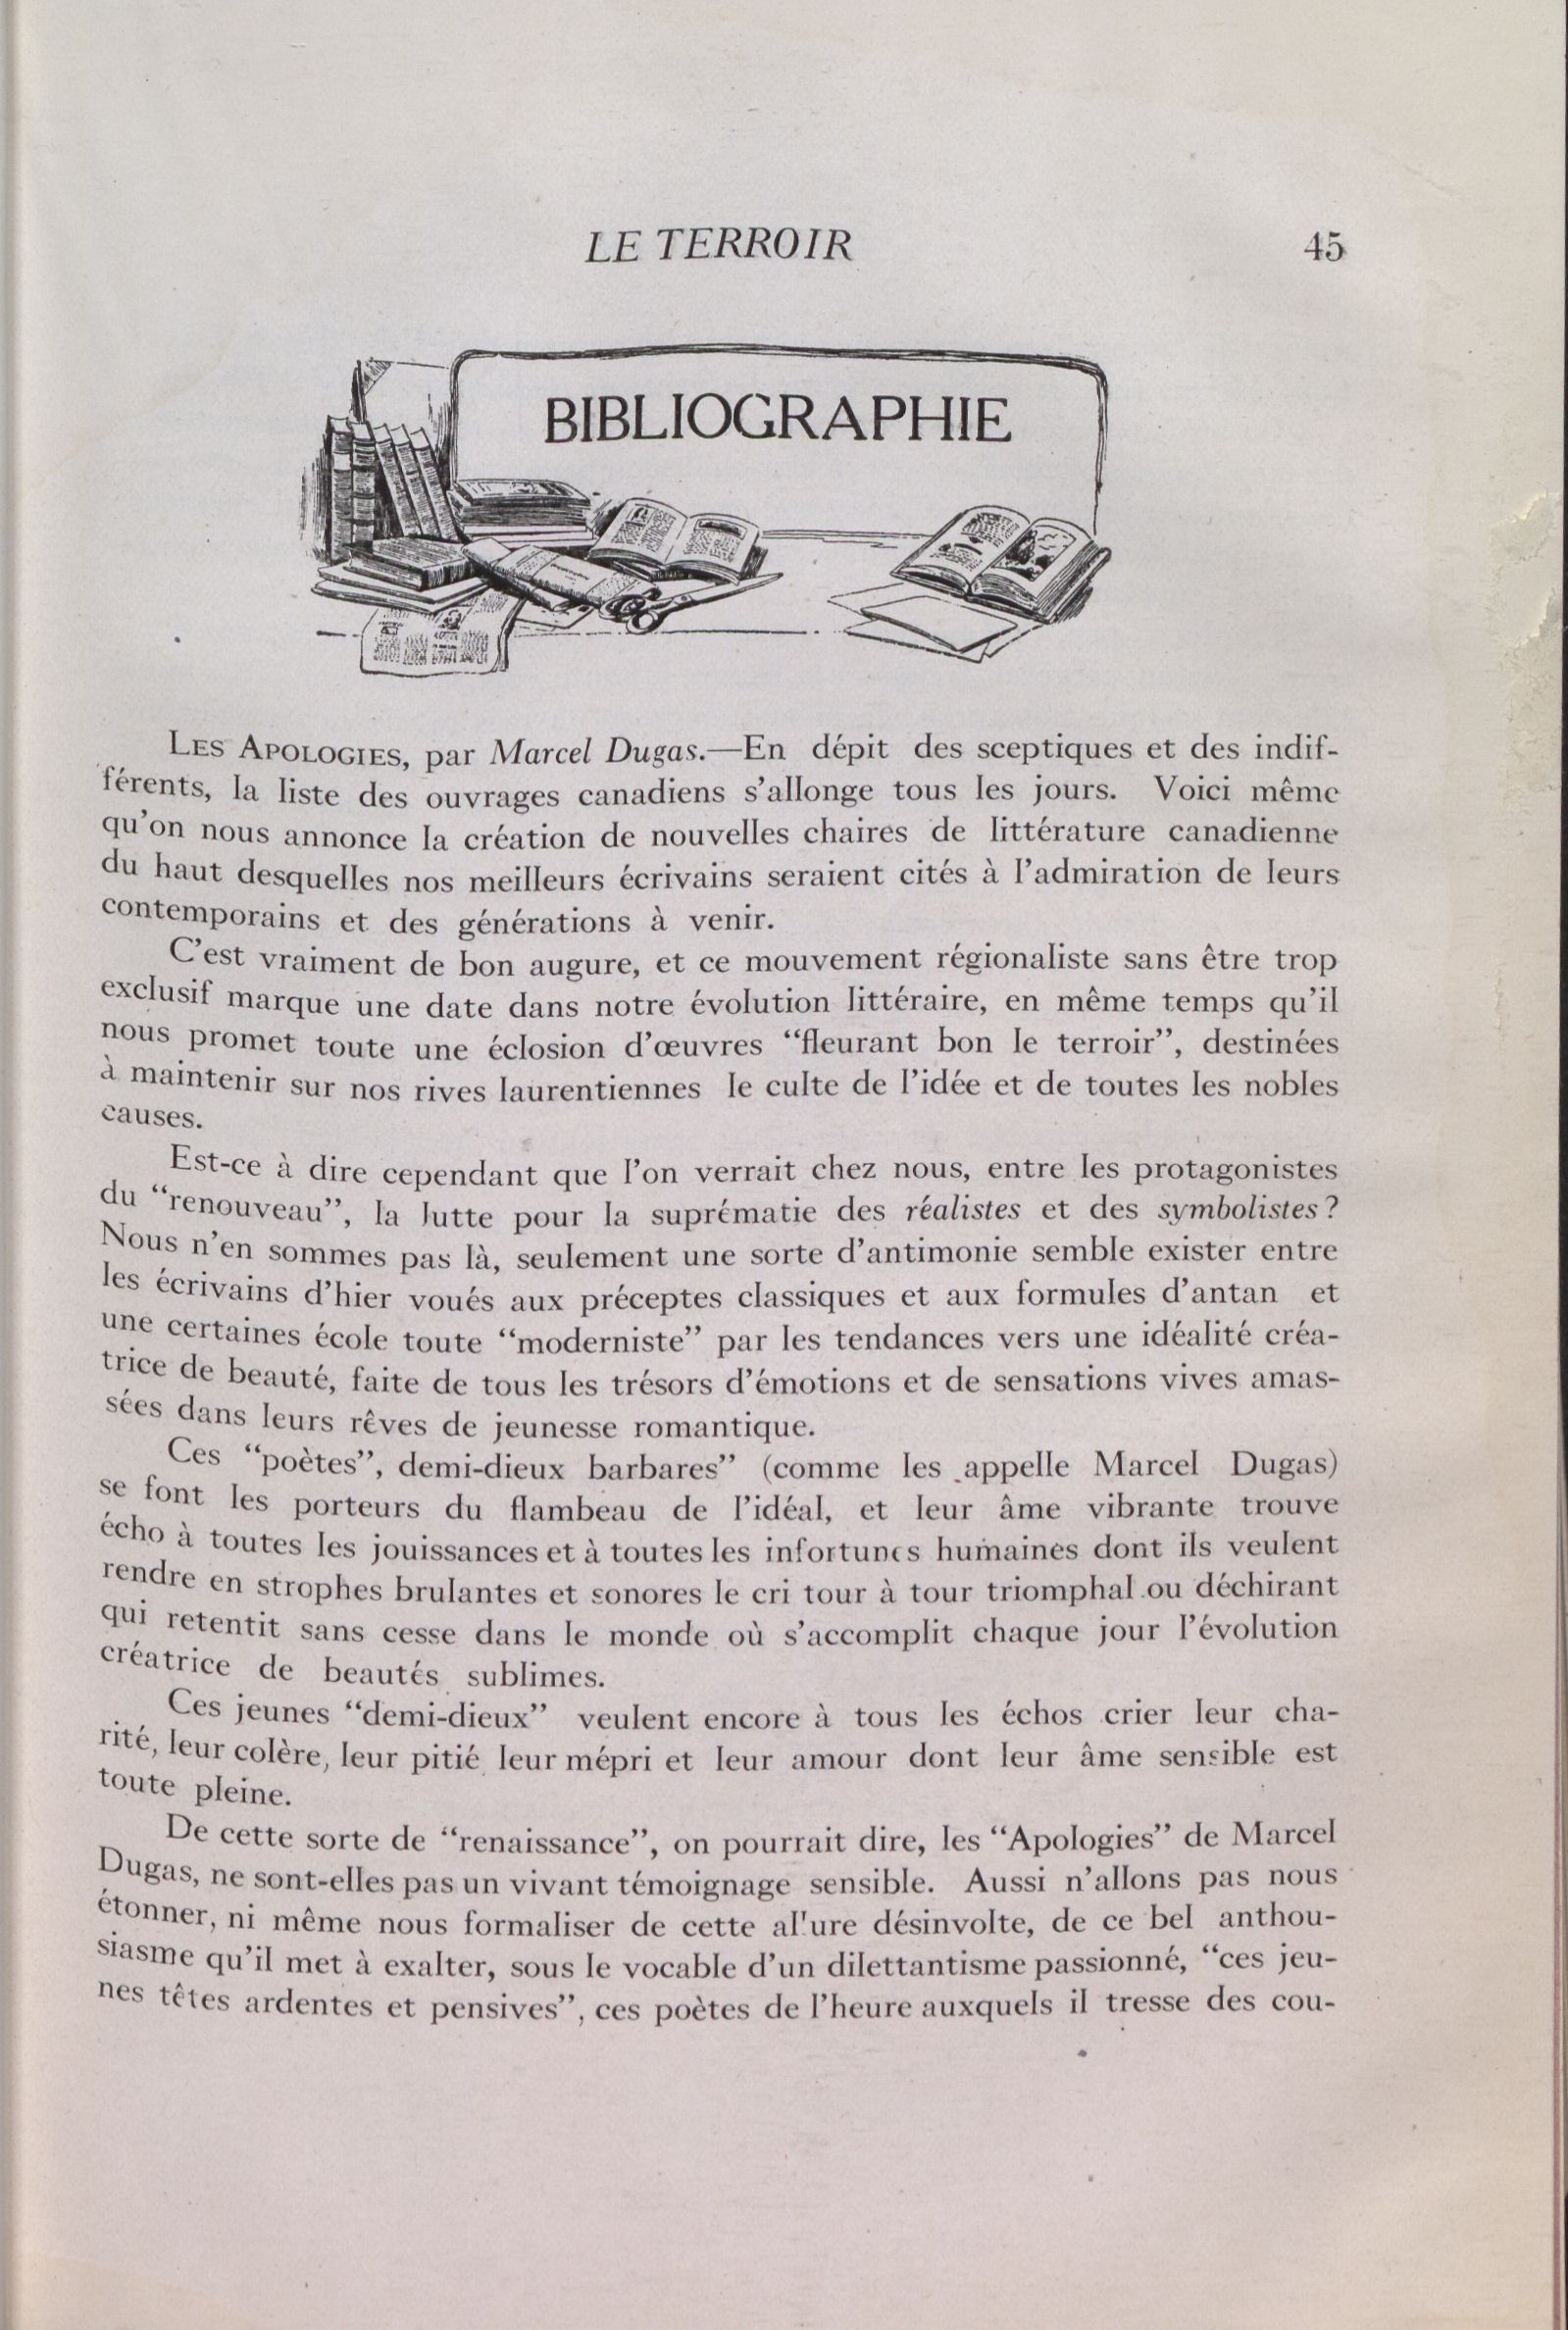 LE TERROIR 45
BIBLIOGRAPHIE
LES APOLOGIES, par Marcel Dugas.—En dépit des sceptiques et des indif-
férents, la liste des ouvrages canadiens s’allonge tous les jours. Voici même
qu’on nous annonce la création de nouvelles chaires de littérature canadienne
du haut desquelles nos meilleurs écrivains seraient cités à l’admiration de leurs
contemporains et des générations à venir.
C’est vraiment de bon augure, et ce mouvement régionaliste sans être trop
exclusif marque une date dans notre évolution littéraire, en même temps qu’il
nous promet toute une éclosion d’œuvres “fleurant bon le terroir”, destinées
à maintenir sur nos rives laurentiennes le culte de l’idée et de toutes les nobles
causes.
Est-ce à dire cependant que l’on verrait chez nous, entre les protagonistes
du “renouveau”, la lutte pour la suprématie des réalistes et des symbolistes?
Nous n’en sommes pas là, seulement une sorte d’antimonie semble exister entre
les écrivains d’hier voués aux préceptes classiques et aux formules d’antan et
une certaines école toute “moderniste” par les tendances vers une idéalité créa-
trice de beauté, faite de tous les trésors d’émotions et de sensations vives amas-
sées dans leurs rêves de jeunesse romantique.
Ces “poètes”, demi-dieux barbares” (comme les appelle Marcel Dugas)
se font les porteurs du flambeau de l’idéal, et leur âme vibrante trouve
écho à toutes les jouissances et à toutes les infortunes humaines dont ils veulent
rendre en strophes brulantes et sonores le cri tour à tour triomphal ou déchirant
qui retentit sans cesse dans le monde où s’accomplit chaque jour l’évolution
créatrice de beautés sublimes.
Ces jeunes “demi-dieux” veulent encore à tous les échos crier leur cha-
rité, leur colère, leur pitié leur mépri et leur amour dont leur âme sensible est
toute pleine.
De cette sorte de “renaissance”, on pourrait dire, les “Apologies” de Marcel
Dugas, ne sont-elles pas un vivant témoignage sensible. Aussi n’allons pas nous
étonner, ni même nous formaliser de cette allure désinvolte, de ce bel anthou-
siasme qu’il met à exalter, sous le vocable d’un dilettantisme passionné, “ces jeu-
nes têtes ardentes et pensives”, ces poètes de l’heure auxquels il tresse des cou-